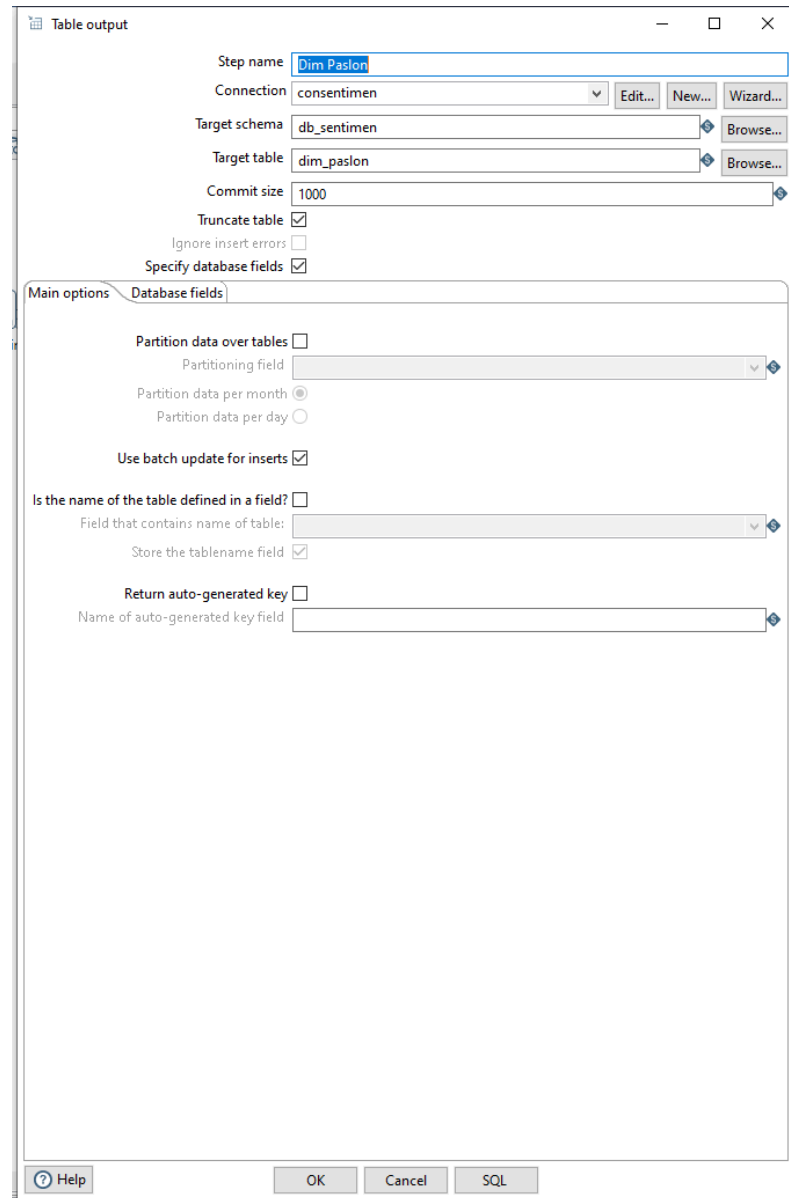 Table output
Step name Dim Paslon
Connection consentimen Edit... New... Wizard...
Target schema db_sentimen Browse...
Target table dim_paslon Browse...
Commit size 1000
Truncate table
Ignore insert errors
Specify database fields
Main options Database fields
Partition data over tables
Partitioning field
Partition data per month
Partition data per day
Use batch update for inserts
Is the name of the table defined in a field?
Field that contains name of table:
Store the tablename field
Return auto-generated key
Name of auto-generated key field
Help OK Cancel SQL